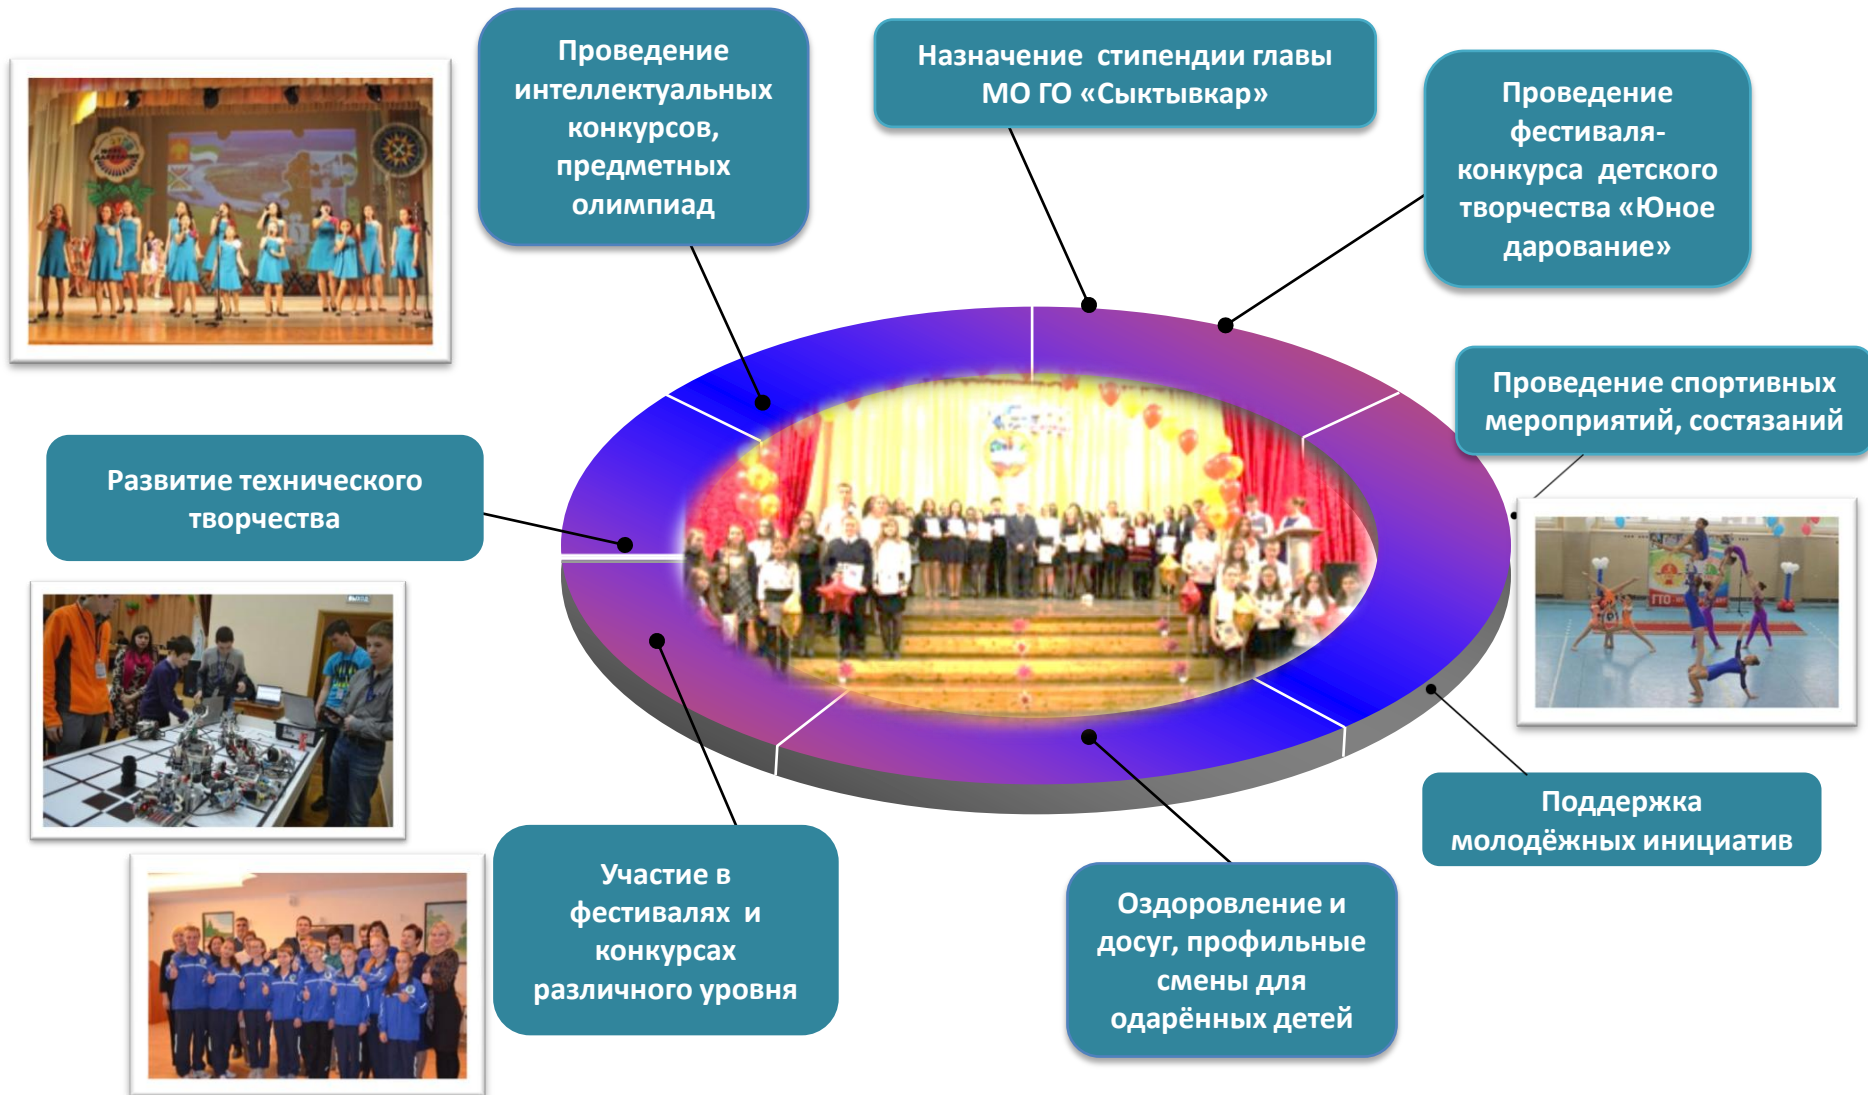 Проведение
интеллектуальных
конкурсов,
предметных
олимпиад
Назначение стипендии главы
МО ГО «Сыктывкар»
Проведение
фестиваля-
конкурса детского
творчества «Юное
дарование»
Проведение спортивных
мероприятий, состязаний
Развитие технического
творчества
Поддержка
молодёжных инициатив
Участие в
фестивалях и
конкурсах
различного уровня
Оздоровление и
досуг, профильные
смены для
одарённых детей
ГТО